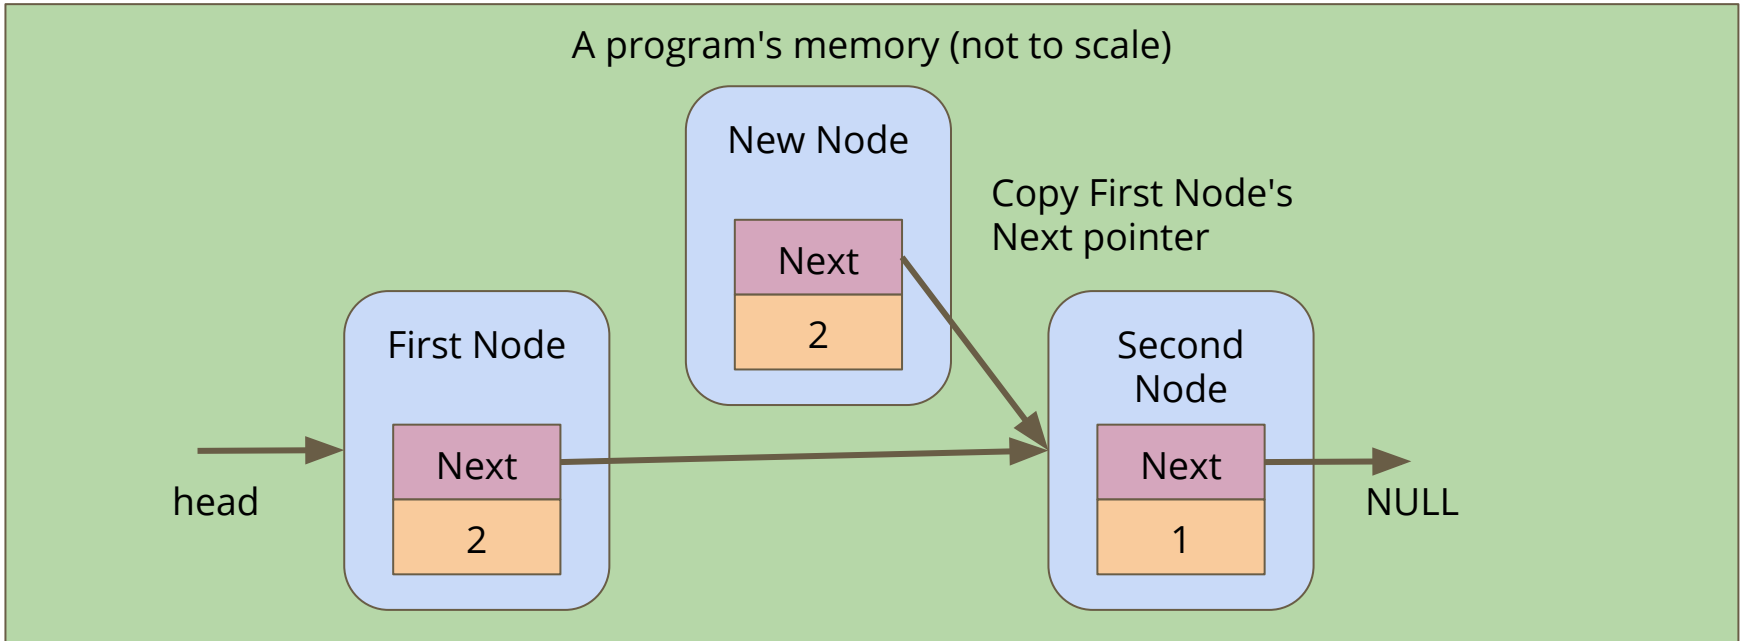 A program's memory (not to scale)
New Node
Next
2
Copy First Node's
Next pointer
head
First Node
Next
2
Second
Node
Next
1
NULL